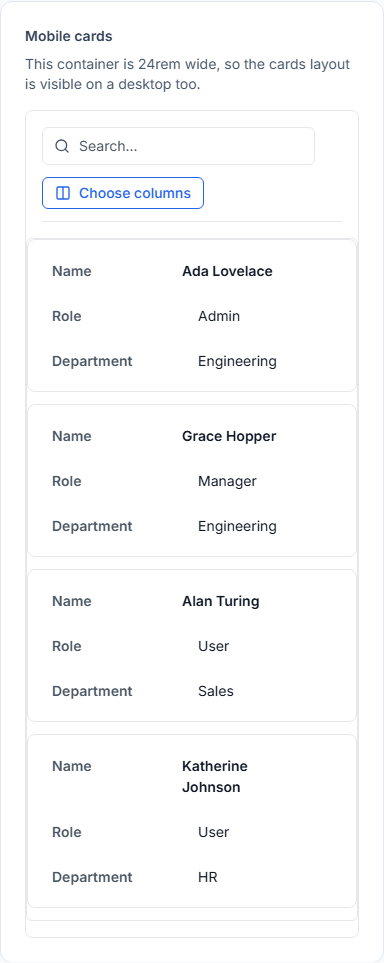 Mobile cards
This container is 24rem wide, so the cards layout
is visible on a desktop too.
Search...
Choose columns
Name Ada Lovelace
Role Admin
Department Engineering
Name Grace Hopper
Role Manager
Department Engineering
Name Alan Turing
Role User
Department Sales
Name Katherine
Johnson
Role User
Department HR